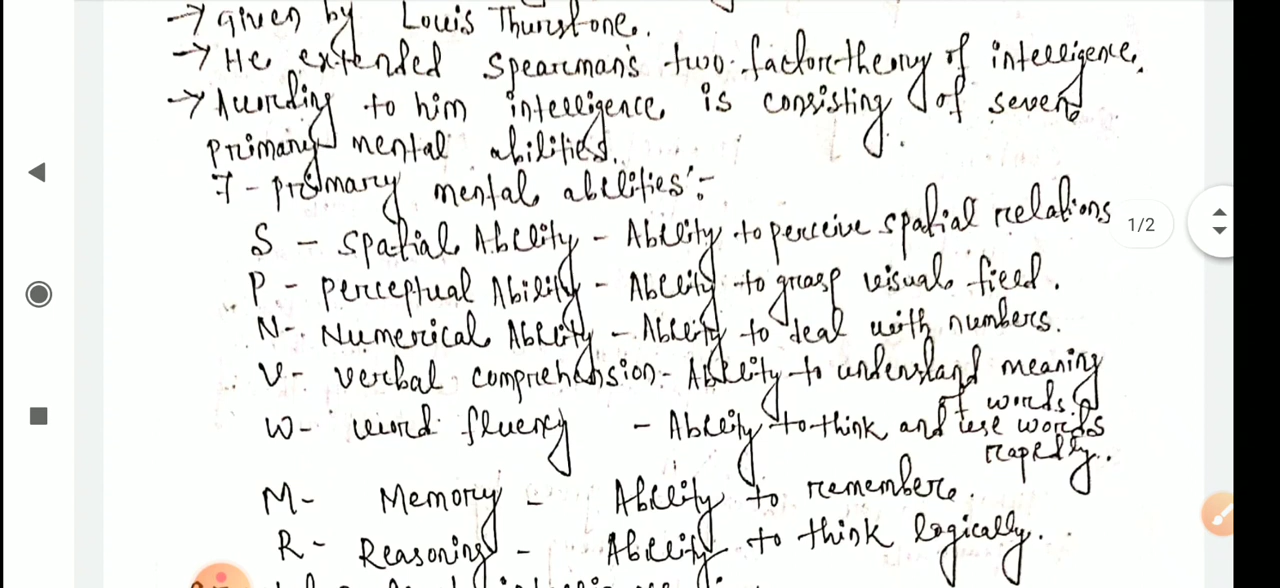 → Given by Louis Thurstone.
→ He extended Spearman's two-factor theory of intelligence.
→ According to him intelligence is consisting of seven
primary mental abilities.
7 - primary mental abilities :-
S - Spatial Ability - Ability to perceive spatial relations
1/2
P - Perceptual Ability - Ability to grasp visual field.
N - Numerical Ability - Ability to deal with numbers.
V - Verbal comprehension - Ability to understand meaning
of words.
W - word fluency - Ability to think and use words
rapidly.
M - Memory - Ability to remember.
R - Reasoning - Ability to think logically.